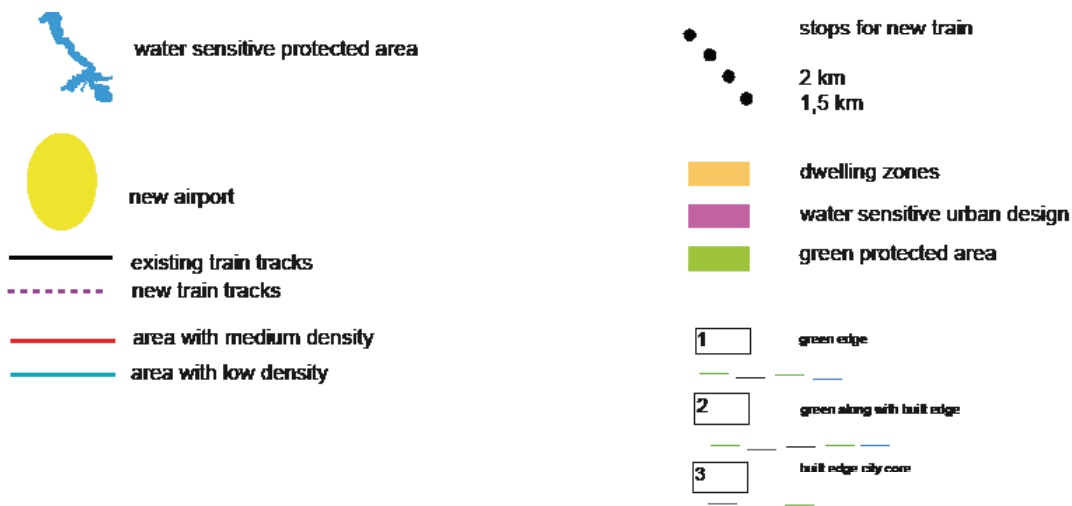 water sensitive protected area
new airport
existing train tracks
new train tracks
area with medium density
area with low density
stops for new train
2 km
1,5 km
dwelling zones
water sensitive urban design
green protected area
1 green edge
2 green along with built edge
3 built edge city core